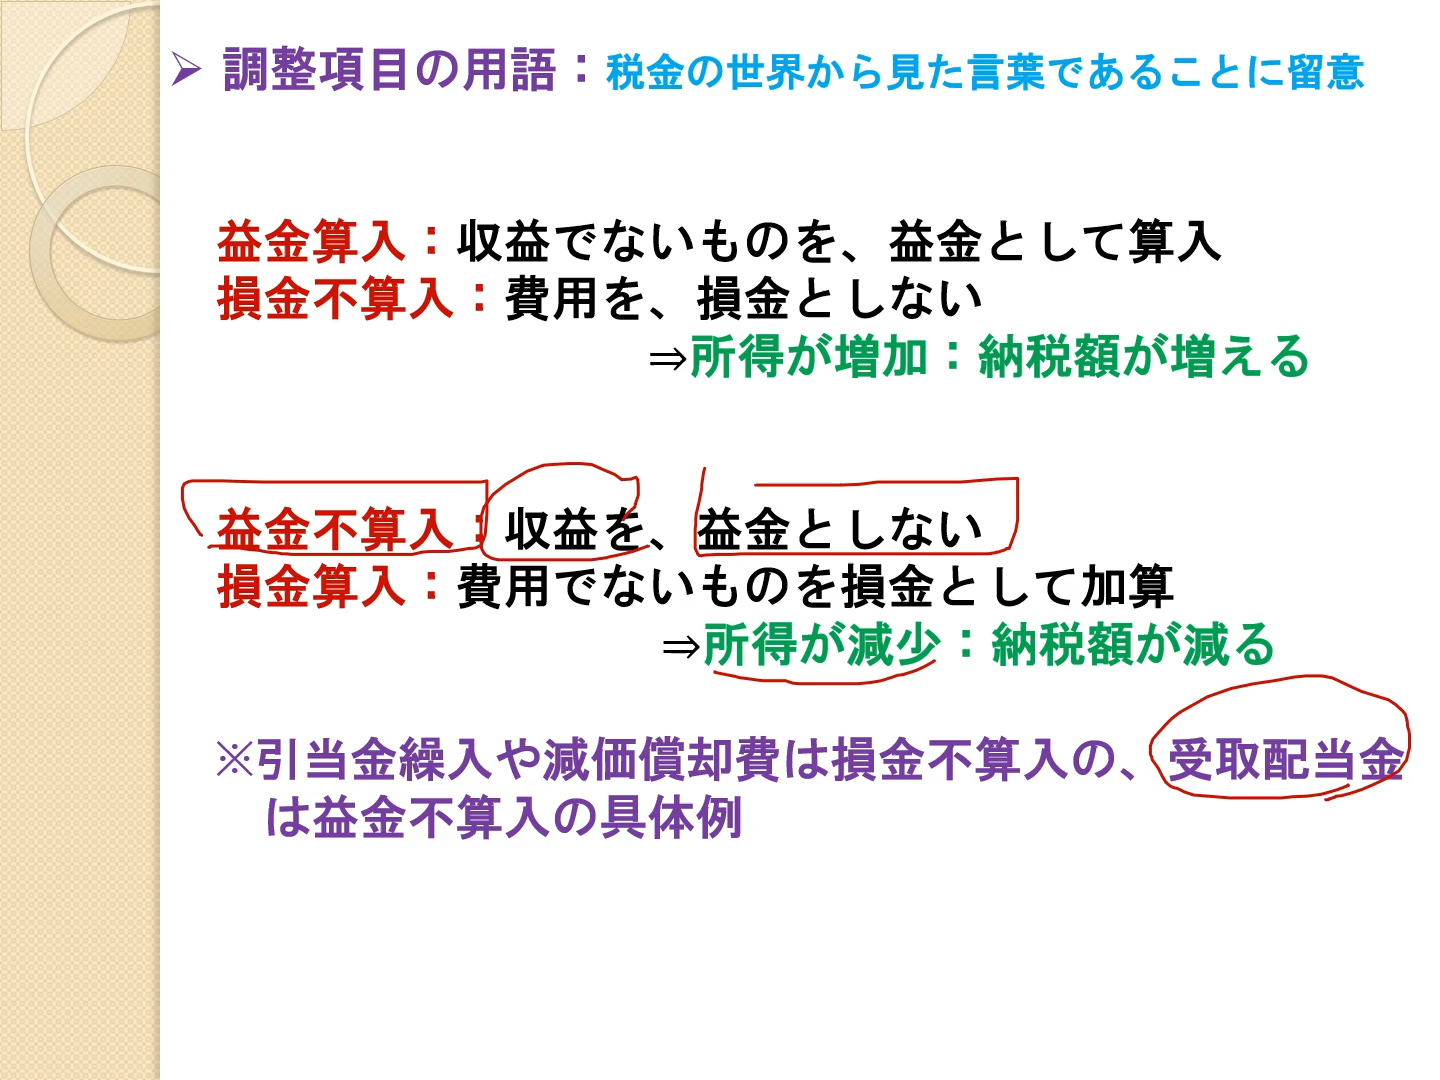 ➢ 調整項目の用語：税金の世界から見た言葉であることに留意
益金算入：収益でないものを、益金として算入
損金不算入：費用を、損金としない
⇒所得が増加：納税額が増える
益金不算入：収益を、益金としない
損金算入：費用でないものを損金として加算
⇒所得が減少：納税額が減る
※引当金繰入や減価償却費は損金不算入の、受取配当金
は益金不算入の具体例